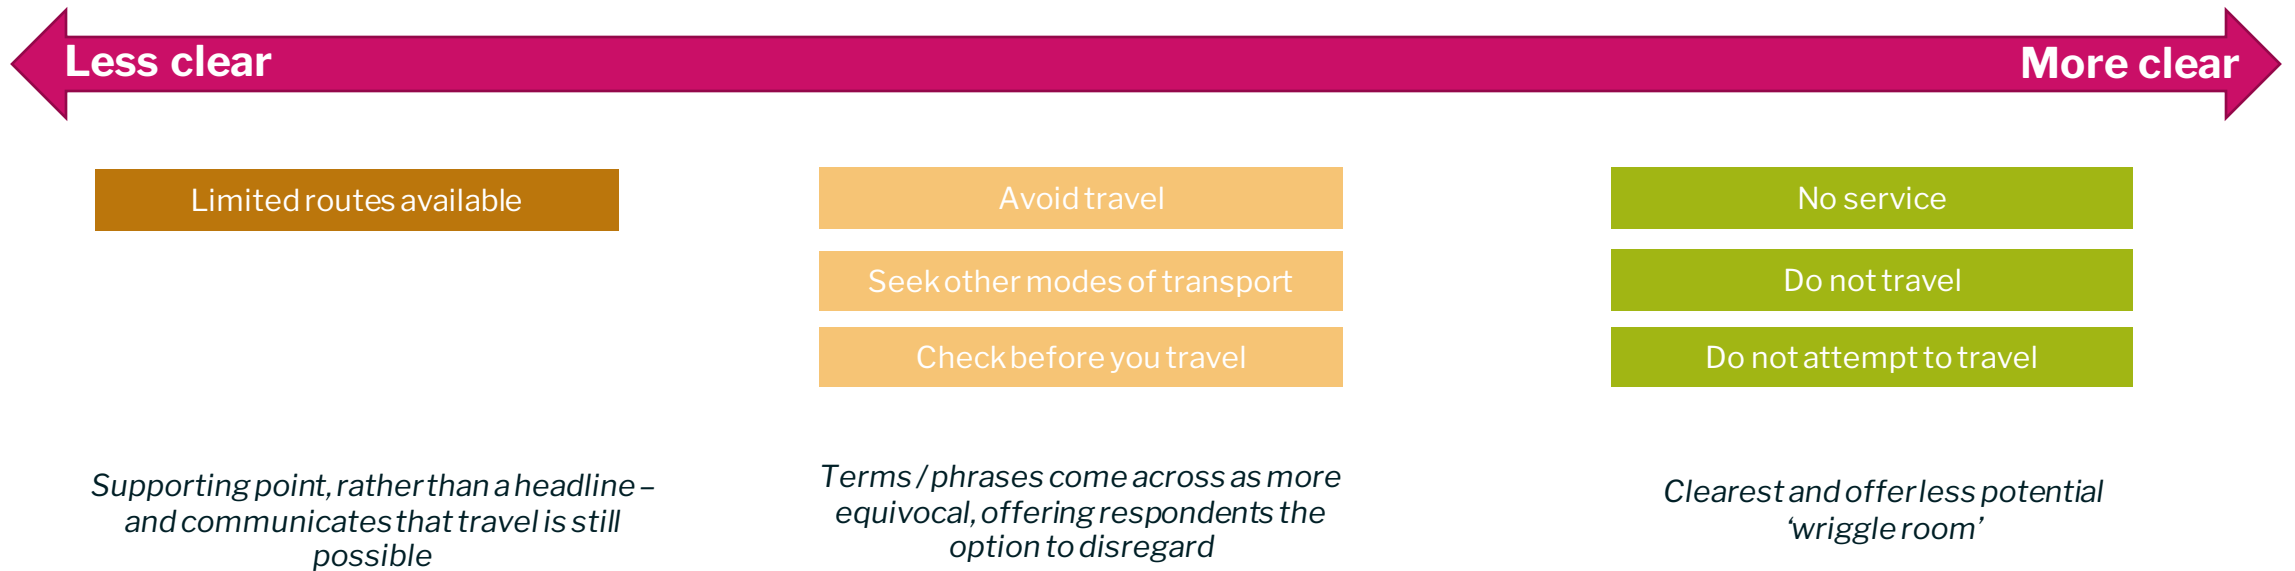 Less clear
More clear
Limited routes available
Supporting point, rather than a headline –
and communicates that travel is still
possible
Avoid travel
Seek other modes of transport
Check before you travel
Terms / phrases come across as more
equivocal, offering respondents the
option to disregard
No service
Do not travel
Do not attempt to travel
Clearest and offer less potential
‘wriggle room’